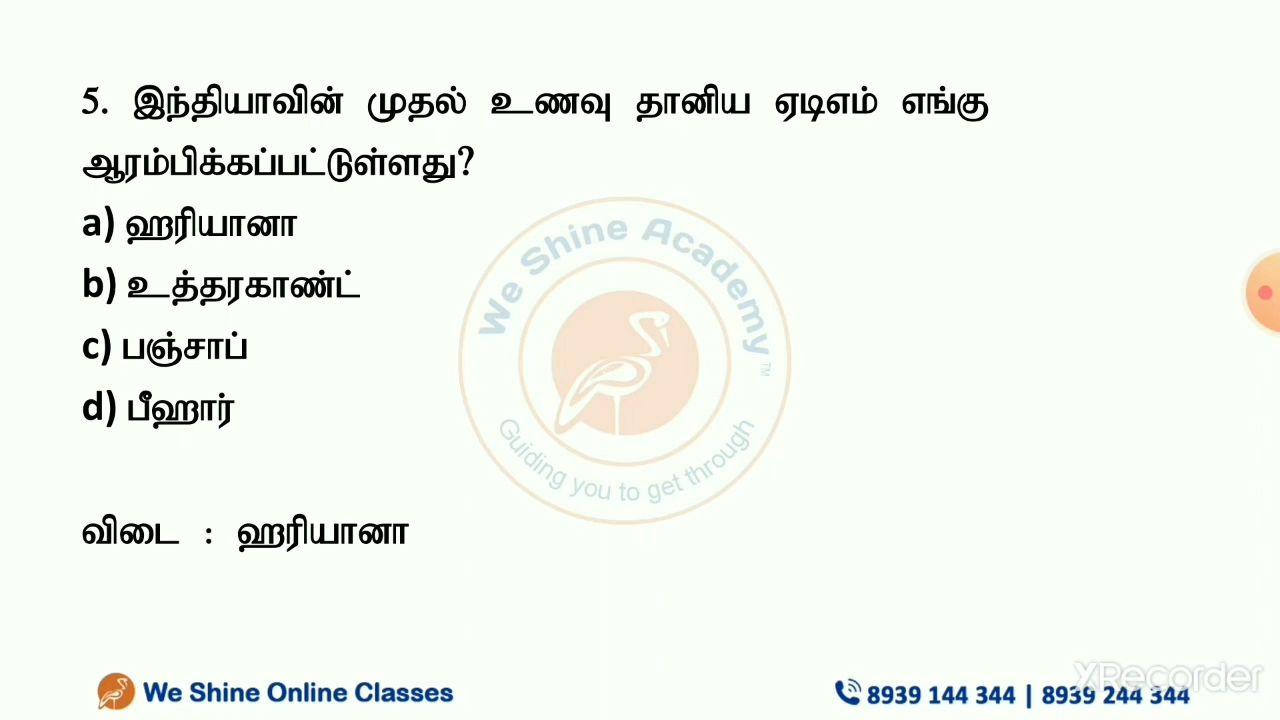 5. இந்தியாவின் முதல் உணவு தானிய ஏடிஎம் எங்கு
ஆரம்பிக்கப்பட்டுள்ளது?
a) ஹரியானா
b) உத்தரகாண்ட்
c) பஞ்சாப்
d) பீஹார்
We Shine Academy
TM
Guiding you to get through
விடை : ஹரியானா
We Shine Online Classes
8939 144 344 | 8939 244 344
XRecorder